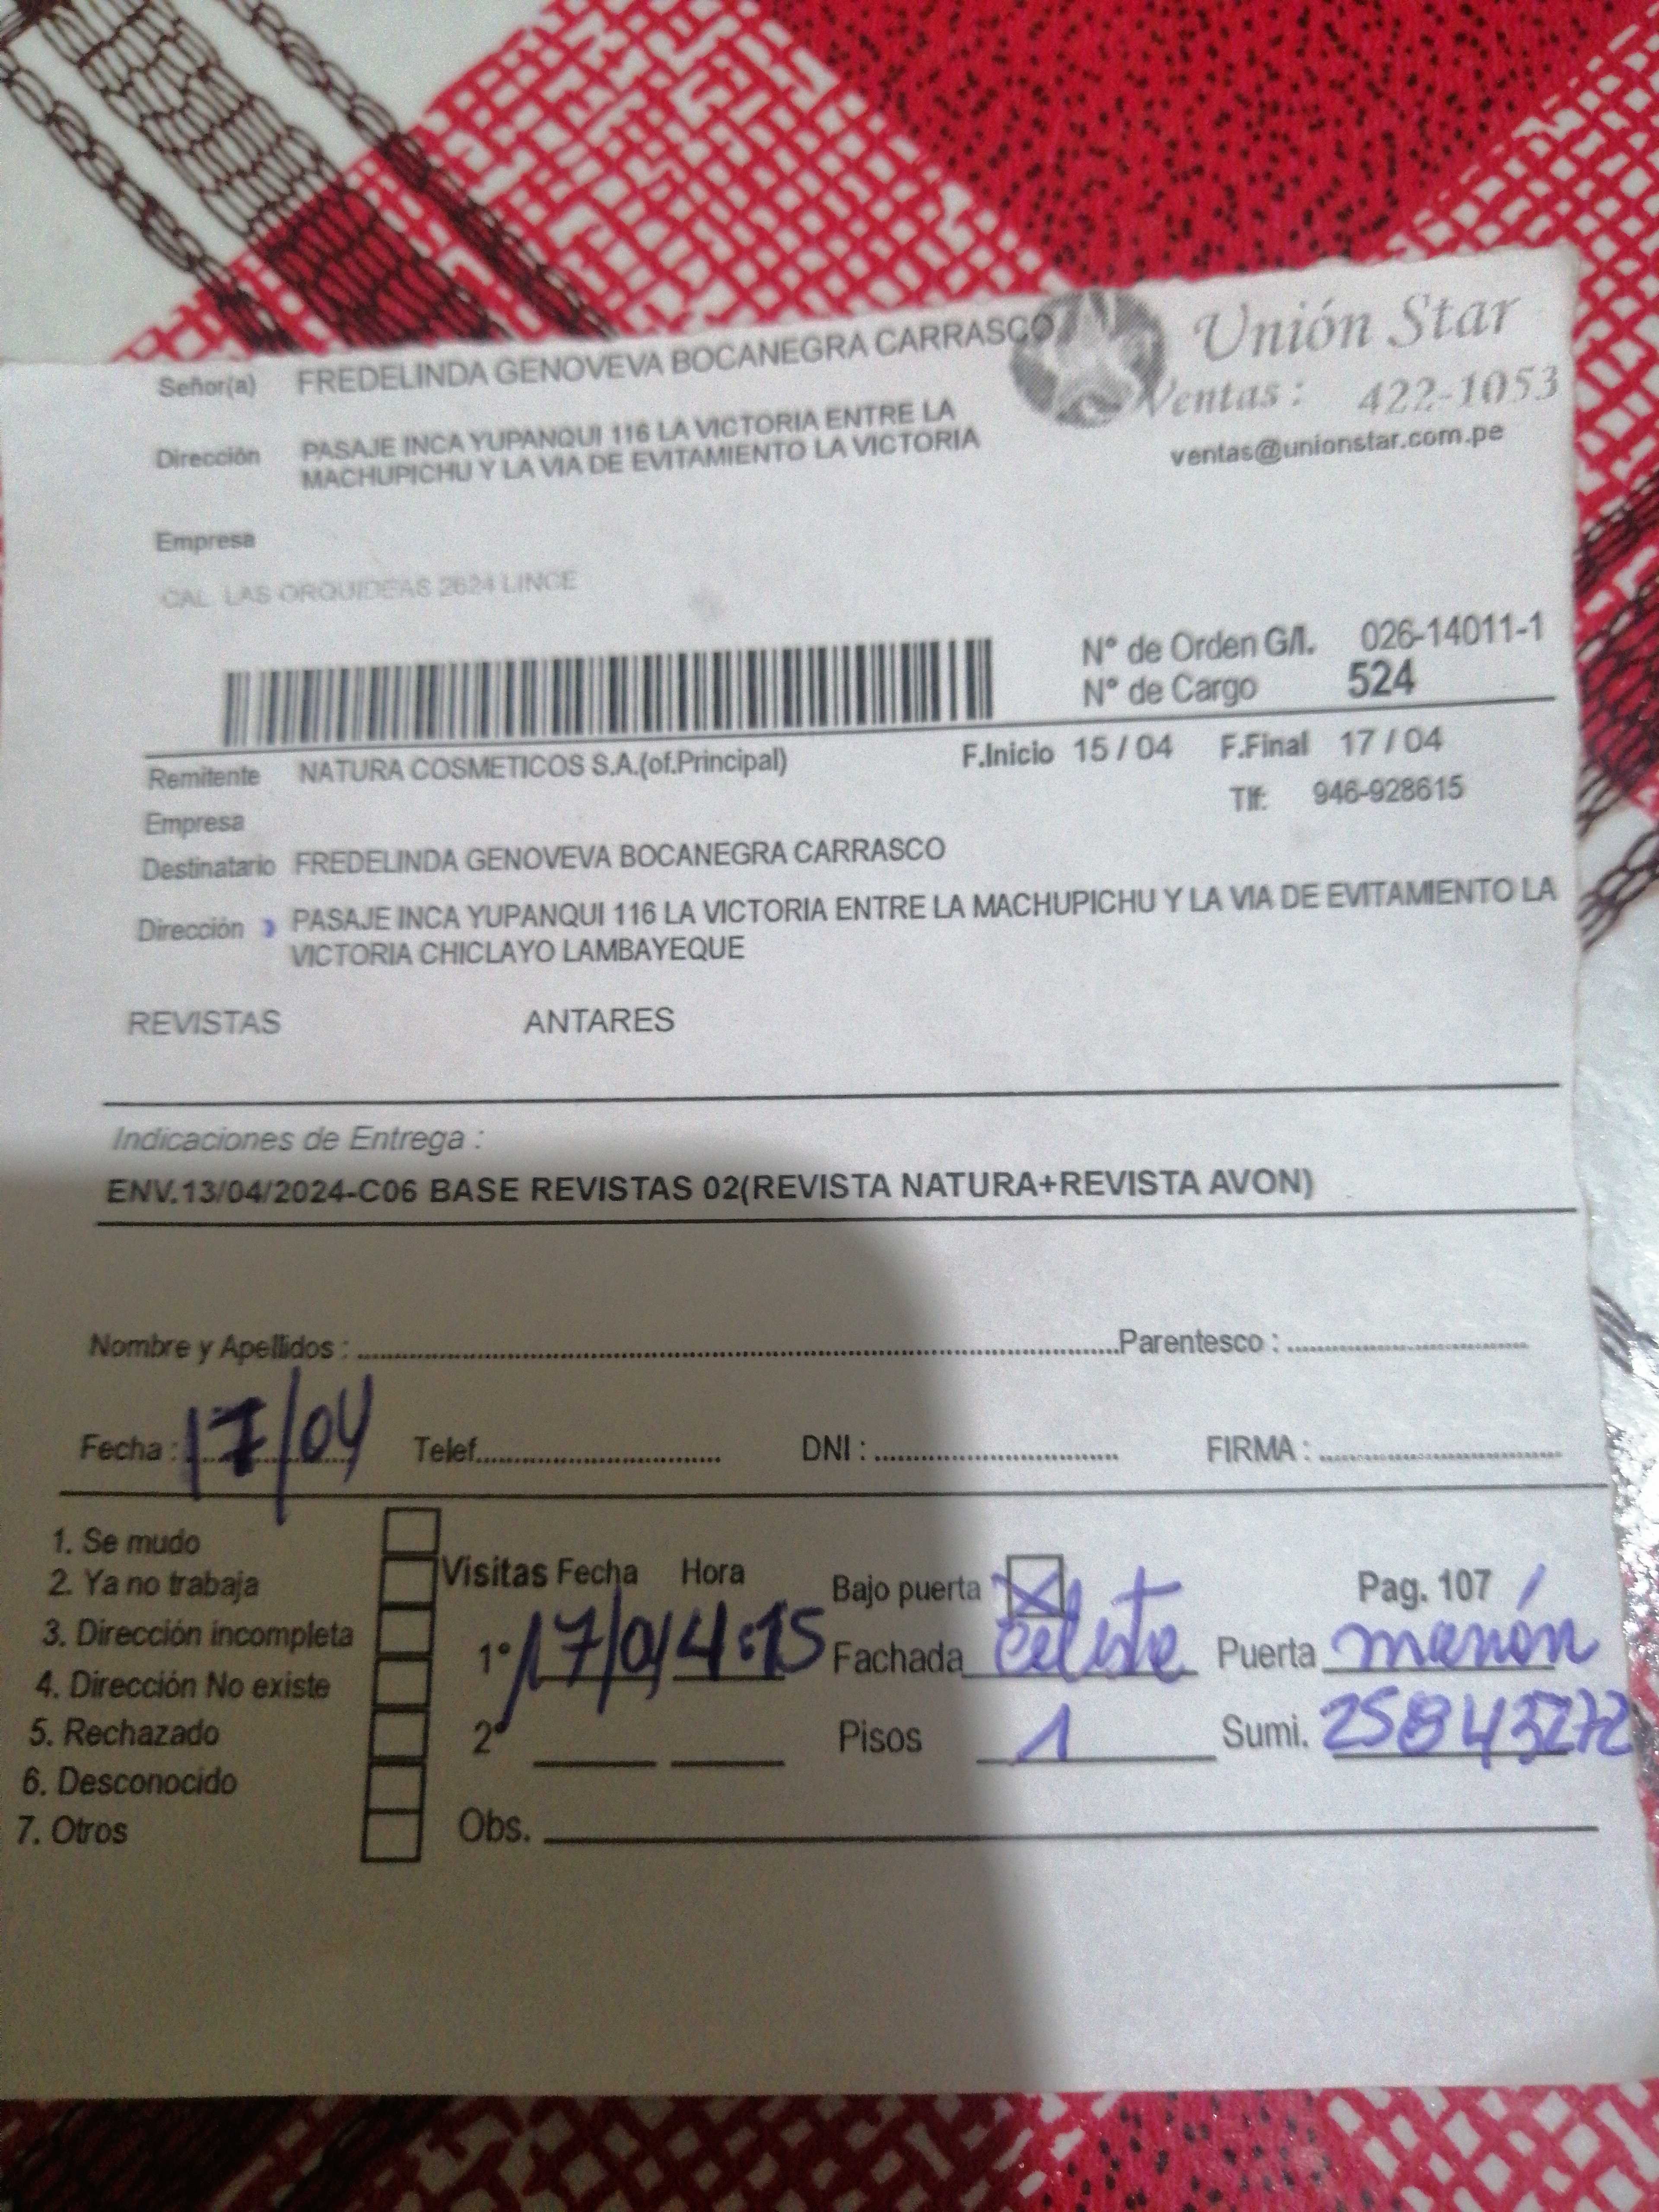 Señor(a) FREDELINDA GENOVEVA BOCANEGRA CARRASCO
Unión Star
Ventas : 422-1053
ventas@unionstar.com.pe
Dirección PASAJE INCA YUPANQUI 116 LA VICTORIA ENTRE LA
MACHUPICHU Y LA VIA DE EVITAMIENTO LA VICTORIA
Empresa
CAL LAS ORQUIDEAS 2624 LINCE
N° de Orden G/I. 026-14011-1
N° de Cargo 524
Remitente NATURA COSMETICOS S.A.(of.Principal) F.Inicio 15 / 04 F.Final 17 / 04
Empresa Tlf: 946-928615
Destinatario FREDELINDA GENOVEVA BOCANEGRA CARRASCO
Dirección PASAJE INCA YUPANQUI 116 LA VICTORIA ENTRE LA MACHUPICHU Y LA VIA DE EVITAMIENTO LA
VICTORIA CHICLAYO LAMBAYEQUE
REVISTAS ANTARES
Indicaciones de Entrega :
ENV.13/04/2024-C06 BASE REVISTAS 02(REVISTA NATURA+REVISTA AVON)
Nombre y Apellidos : Parentesco :
Fecha : 17/04 Telef. DNI : FIRMA :
1. Se mudo
2. Ya no trabaja
3. Dirección incompleta
4. Dirección No existe
5. Rechazado
6. Desconocido
7. Otros
Visitas Fecha Hora
1° 17/04 4:15
2°
Bajo puerta X Pag. 107
Fachada celeste Puerta marrón
Pisos 1 Sumi.
Obs.